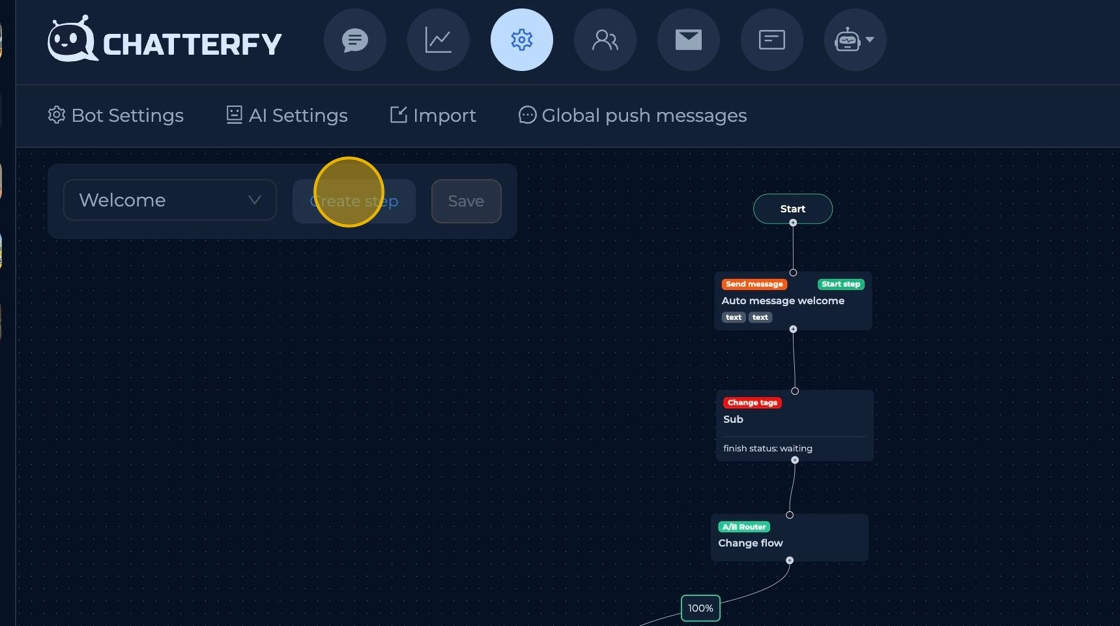 CHATTERFY
Bot Settings
AI Settings
Import
Global push messages
Welcome
Create step
Save
Start
Send message
Start step
Auto message welcome
text text
Change tags
Sub
finish status: waiting
A/B Router
Change flow
100%